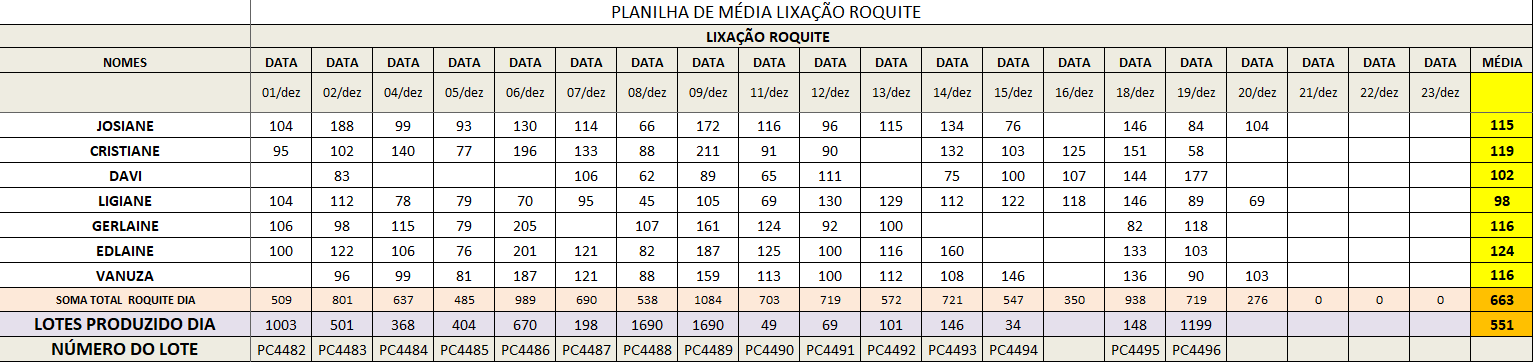 PLANILHA DE MÉDIA LIXAÇÃO ROQUITE
LIXAÇÃO ROQUITE
NOMES DATA DATA DATA DATA DATA DATA DATA DATA DATA DATA DATA DATA DATA DATA DATA DATA DATA DATA DATA DATA MÉDIA
01/dez 02/dez 04/dez 05/dez 06/dez 07/dez 08/dez 09/dez 11/dez 12/dez 13/dez 14/dez 15/dez 16/dez 18/dez 19/dez 20/dez 21/dez 22/dez 23/dez
JOSIANE 104 188 99 93 130 114 66 172 116 96 115 134 76 146 84 104 115
CRISTIANE 95 102 140 77 196 133 88 211 91 90 132 103 125 151 58 119
DAVI 83 106 62 89 65 111 75 100 107 144 177 102
LIGIANE 104 112 78 79 70 95 45 105 69 130 129 112 122 118 146 89 69 98
GERLAINE 106 98 115 79 205 107 161 124 92 100 82 118 116
EDLAINE 100 122 106 76 201 121 82 187 125 100 116 160 133 103 124
VANUZA 96 99 81 187 121 88 159 113 100 112 108 146 136 90 103 116
SOMA TOTAL ROQUITE DIA 509 801 637 485 989 690 538 1084 703 719 572 721 547 350 938 719 276 0 0 0 663
LOTES PRODUZIDO DIA 1003 501 368 404 670 198 1690 1690 49 69 101 146 34 148 1199 551
NÚMERO DO LOTE PC4482 PC4483 PC4484 PC4485 PC4486 PC4487 PC4488 PC4489 PC4490 PC4491 PC4492 PC4493 PC4494 PC4495 PC4496